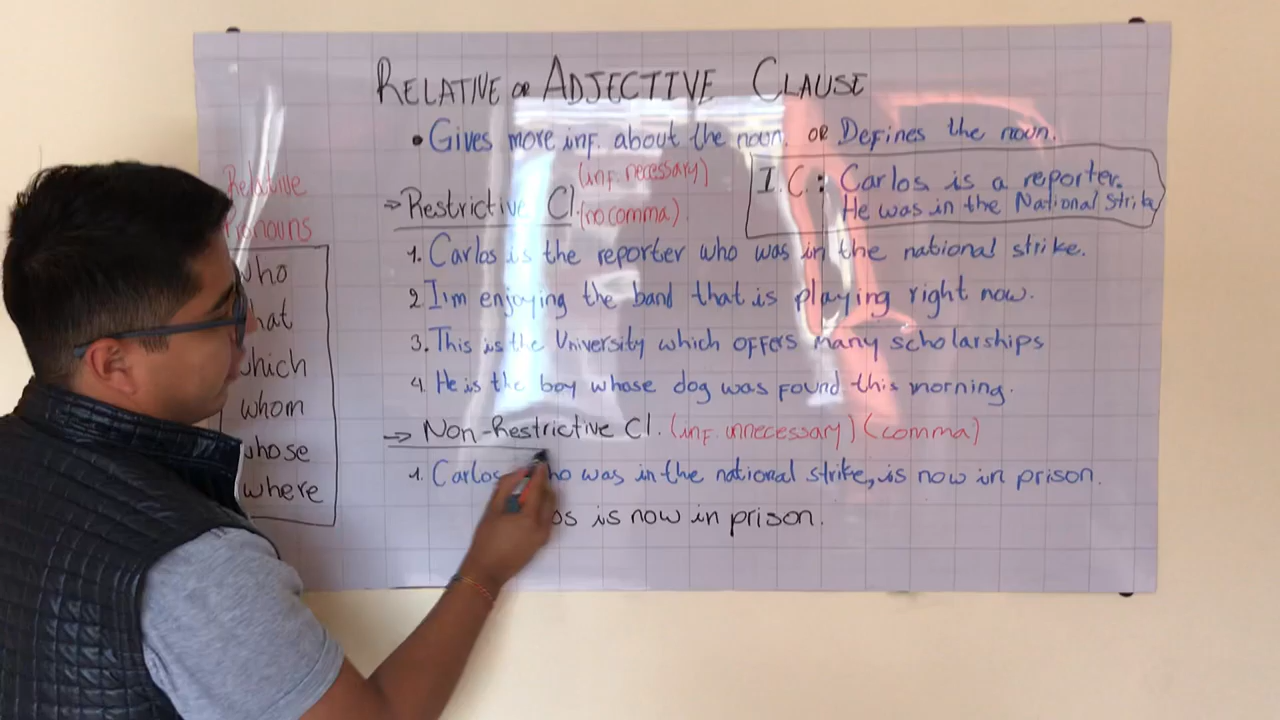 RELATIVE or ADJECTIVE CLAUSE
• Gives more inf. about the noun. OR Defines the noun.
Relative Pronouns
who
hat
which
whom
whose
where
⇒ Restrictive Cl. (inf. necessary) (no comma).
I.C.: Carlos is a reporter.
He was in the National Strike
1. Carlos is the reporter who was in the national strike.
2 I'm enjoying the band that is playing right now.
3. This is the University which offers many scholarships
4. He is the boy whose dog was found this morning.
⇒ Non-Restrictive Cl. (inf. unnecessary) (comma)
1. Carlos ho was in the national strike, is now in prison.
os is now in prison.